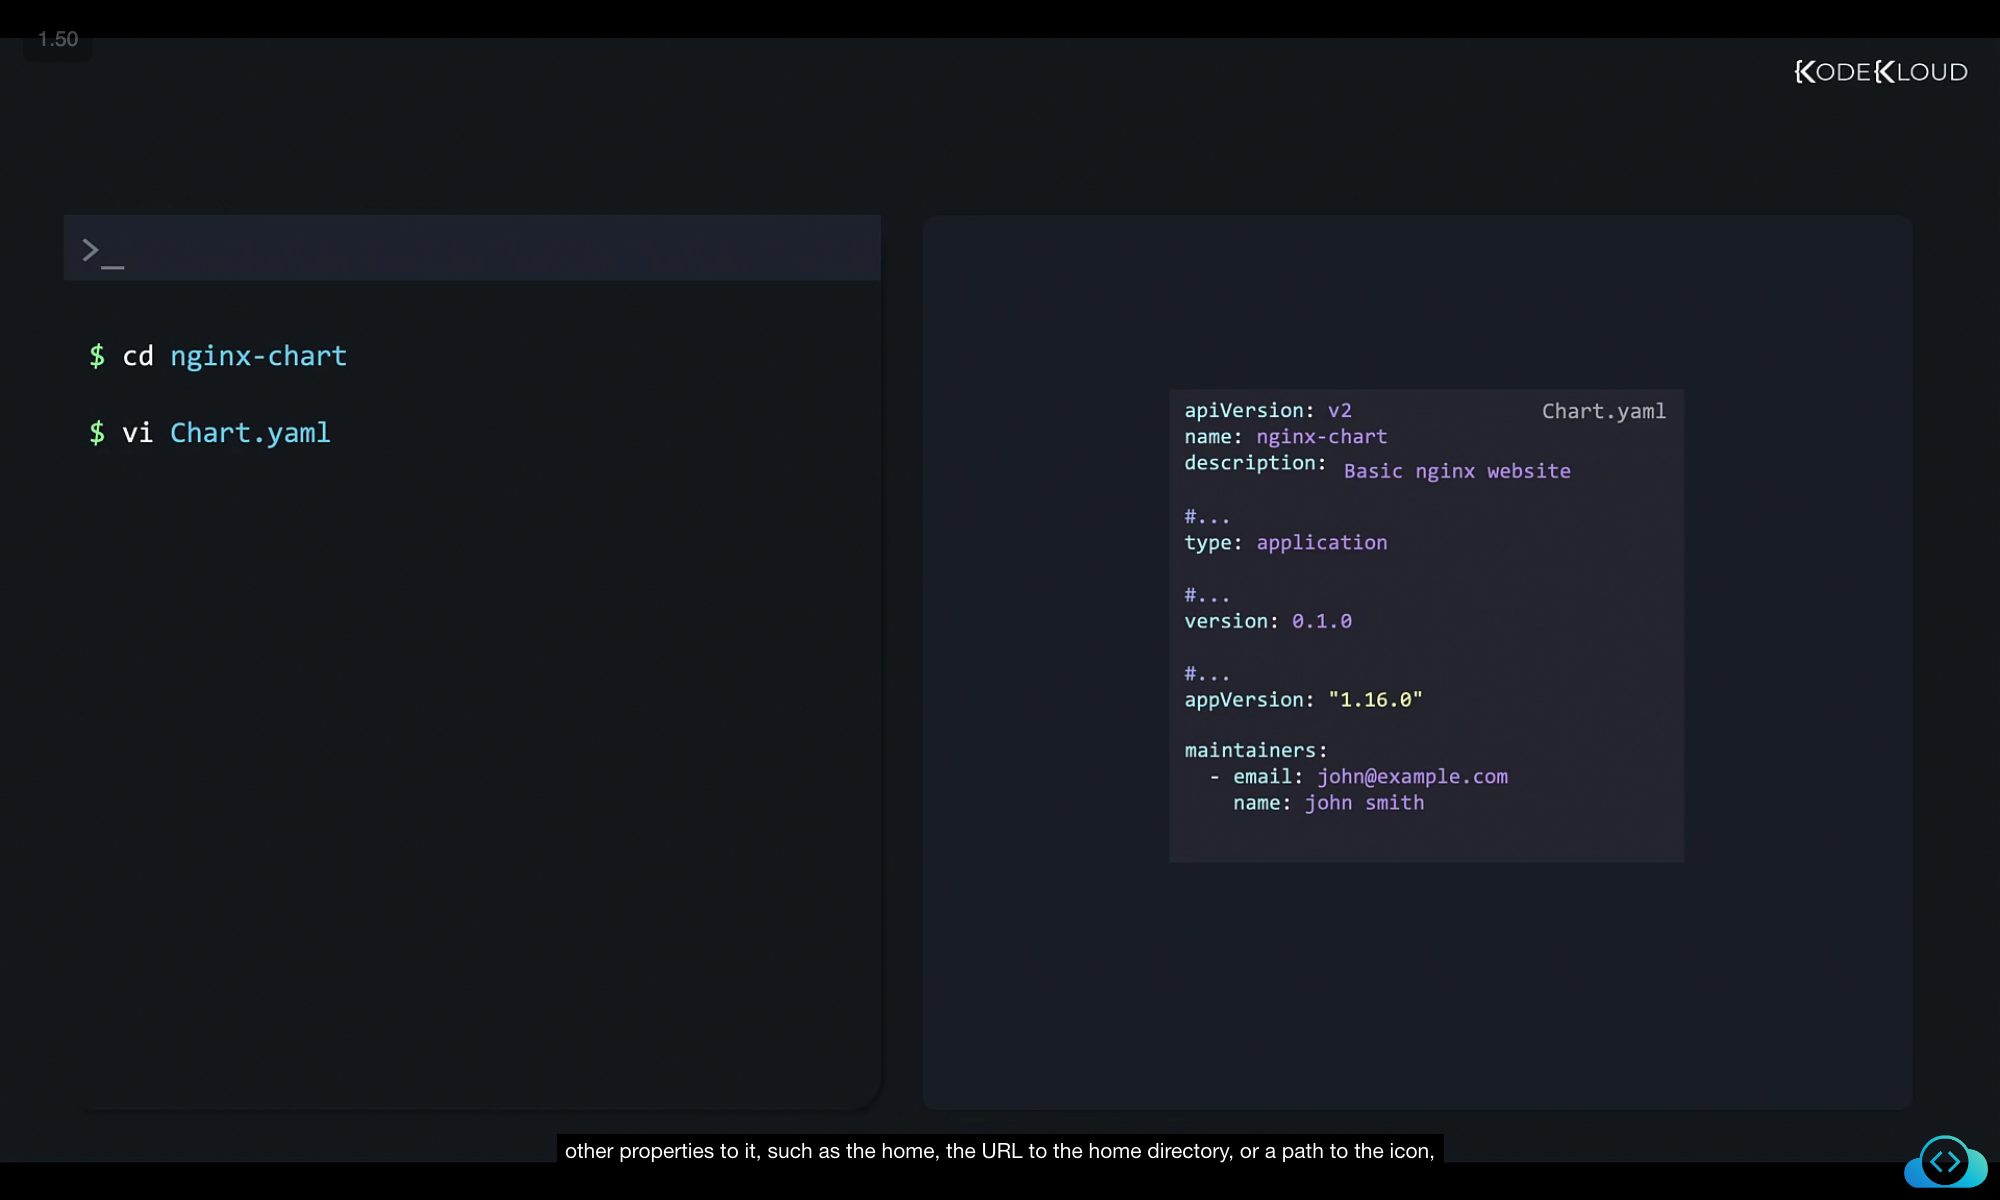 1.50
KODEKLOUD
>_
$ cd nginx-chart
$ vi Chart.yaml
Chart.yaml
apiVersion: v2
name: nginx-chart
description: Basic nginx website
#...
type: application
#...
version: 0.1.0
#...
appVersion: "1.16.0"
maintainers:
  - email: john@example.com
    name: john smith
other properties to it, such as the home, the URL to the home directory, or a path to the icon,